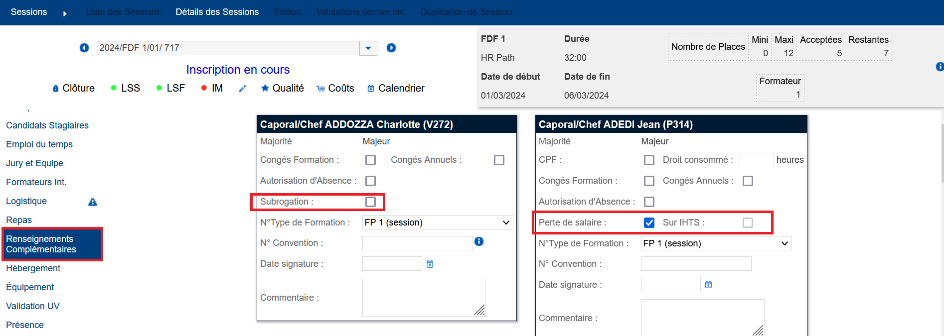 Sessions Liste des Sessions Détails des Sessions Edition Validations dernier niv. Duplication de Session
2024/FDF 1/01/ 717
Inscription en cours
Clôture LSS LSF IM Qualité Coûts Calendrier
FDF 1 Durée
HR Path 32:00
Date de début Date de fin
01/03/2024 06/03/2024
Mini Maxi Acceptées Restantes
Nombre de Places 0 12 5 7
Formateur
1
Candidats Stagiaires
Emploi du temps
Jury et Equipe
Formateurs Int.
Logistique
Repas
Renseignements
Complémentaires
Hébergement
Équipement
Validation UV
Présence
Caporal/Chef ADDOZZA Charlotte (V272)
Majorité Majeur
Congés Formation : Congés Annuels :
Autorisation d'Absence :
Subrogation :
N°Type de Formation : FP 1 (session)
N° Convention :
Date signature :
Commentaire :
Caporal/Chef ADEDI Jean (P314)
Majorité Majeur
CPF : Droit consommé : heures
Congés Formation : Congés Annuels :
Autorisation d'Absence :
Perte de salaire : Sur IHTS :
N°Type de Formation : FP 1 (session)
N° Convention :
Date signature :
Commentaire :